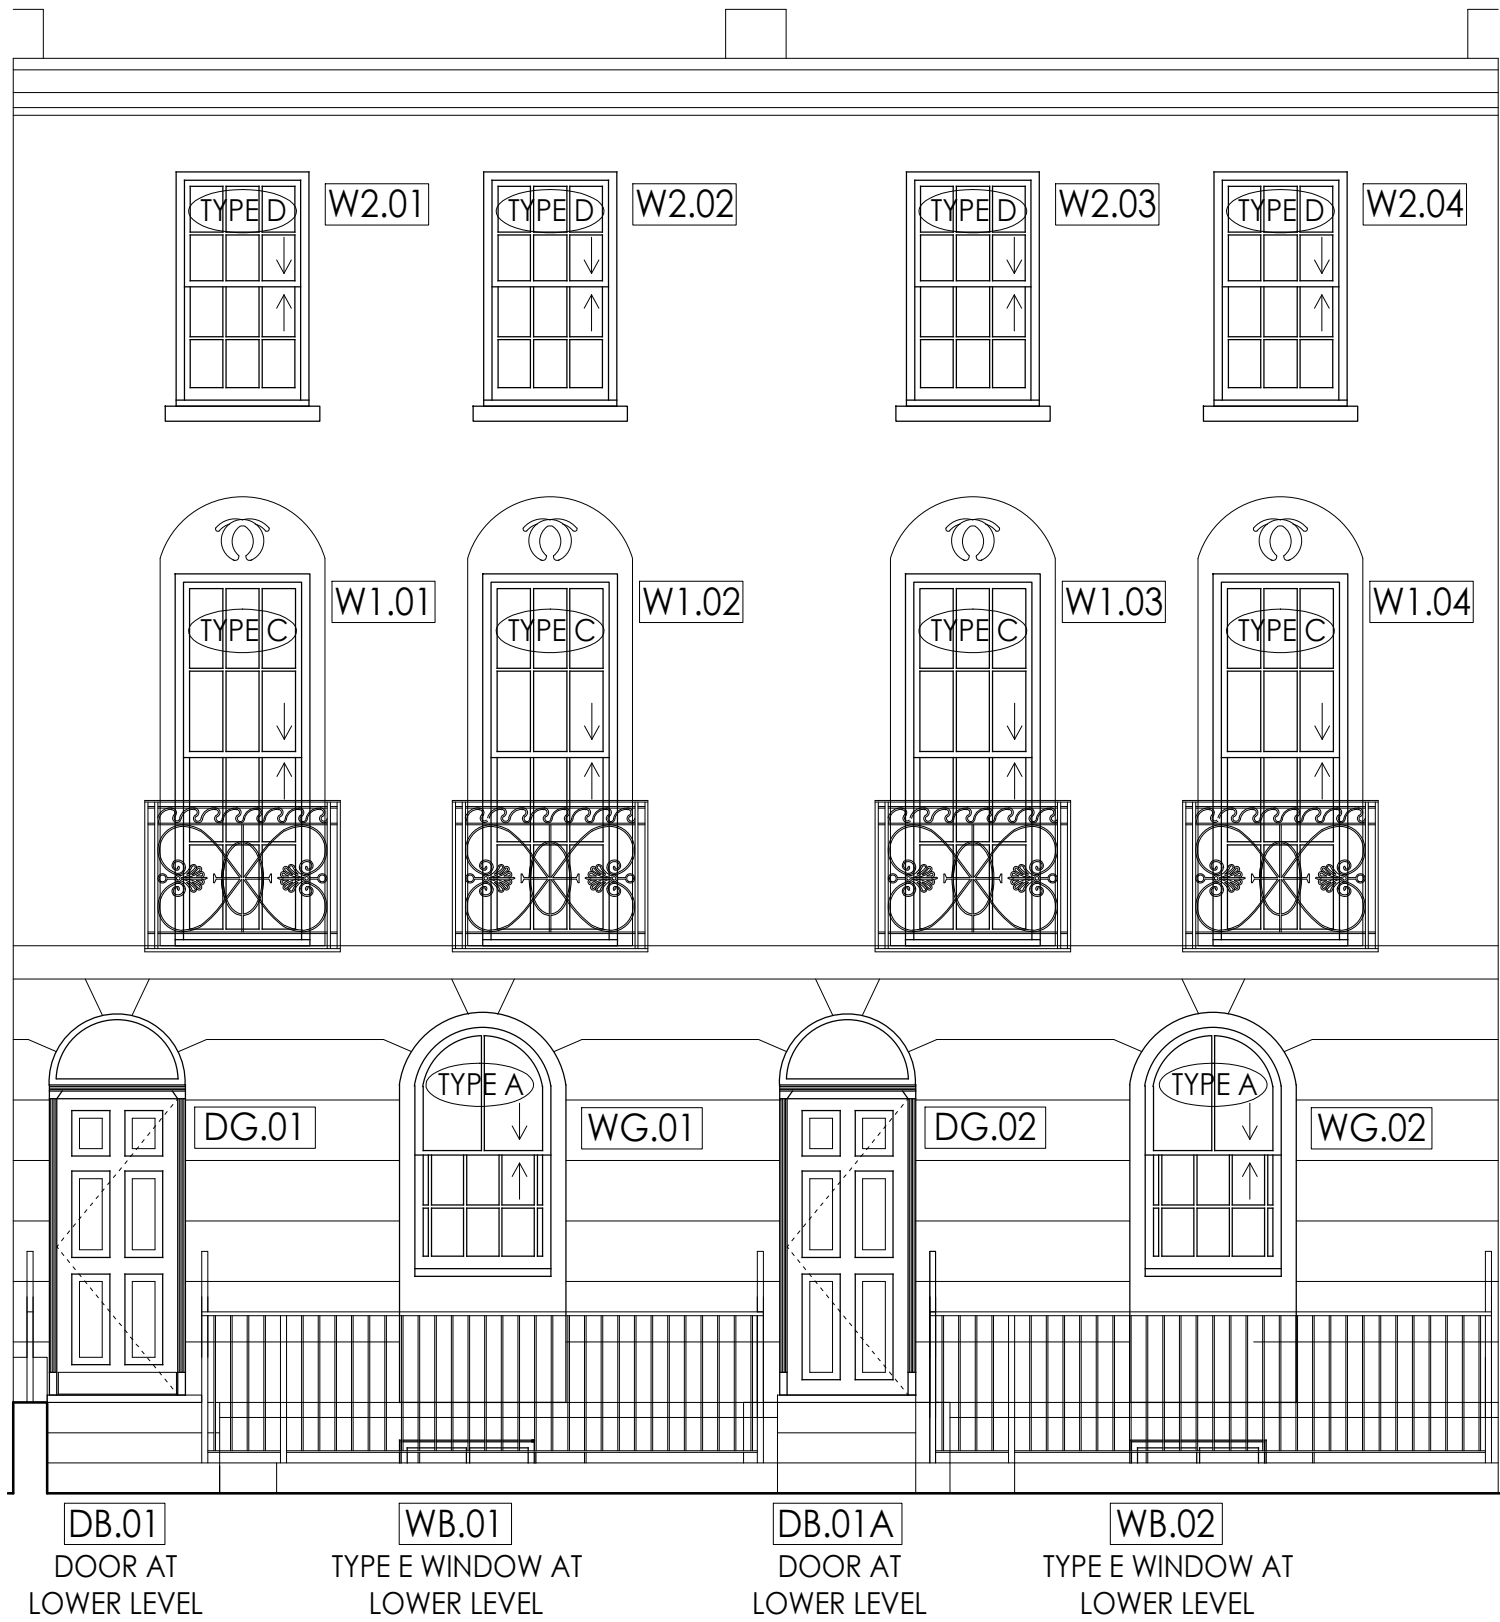 TYPE D
W2.01
TYPE D
W2.02
TYPE D
W2.03
TYPE D
W2.04
TYPE C
W1.01
TYPE C
W1.02
TYPE C
W1.03
TYPE C
W1.04
DG.01
TYPE A
WG.01
DG.02
TYPE A
WG.02
DB.01
DOOR AT
LOWER LEVEL
WB.01
TYPE E WINDOW AT
LOWER LEVEL
DB.01A
DOOR AT
LOWER LEVEL
WB.02
TYPE E WINDOW AT
LOWER LEVEL